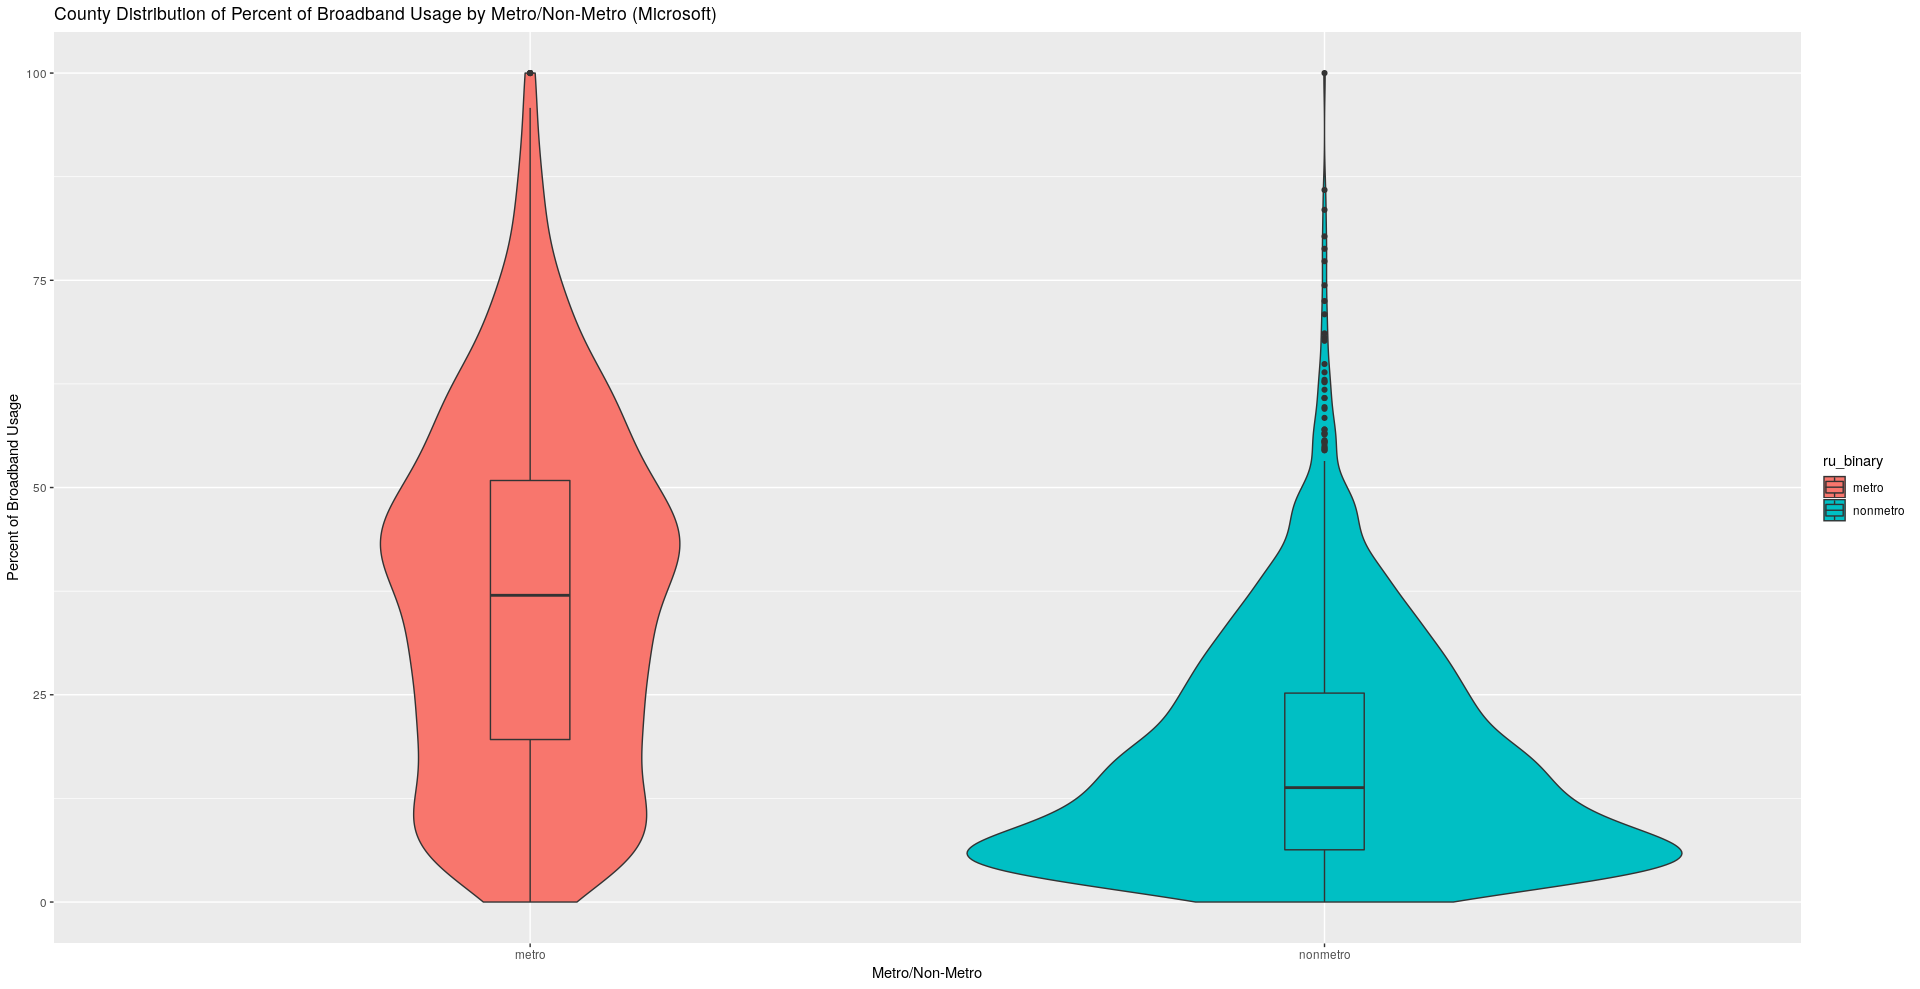 County Distribution of Percent of Broadband Usage by Metro/Non-Metro (Microsoft)
100
75
50
25
0
Percent of Broadband Usage
metro
nonmetro
Metro/Non-Metro
ru_binary
metro
nonmetro